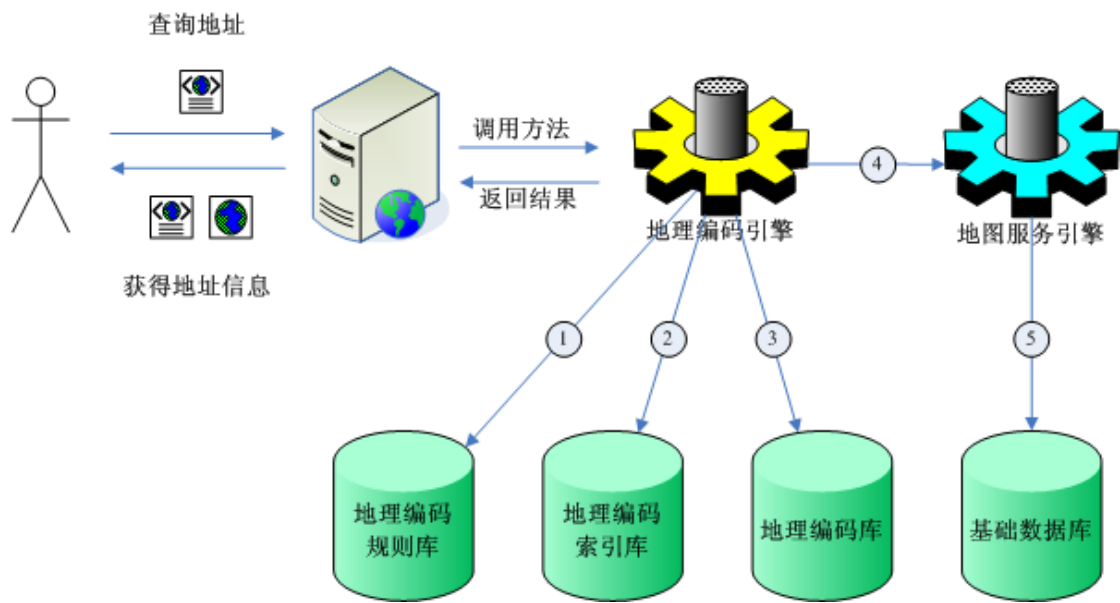 查询地址
调用方法
返回结果
获得地址信息
地理编码引擎
地图服务引擎
4
1
2
3
5
地理编码
规则库
地理编码
索引库
地理编码库
基础数据库